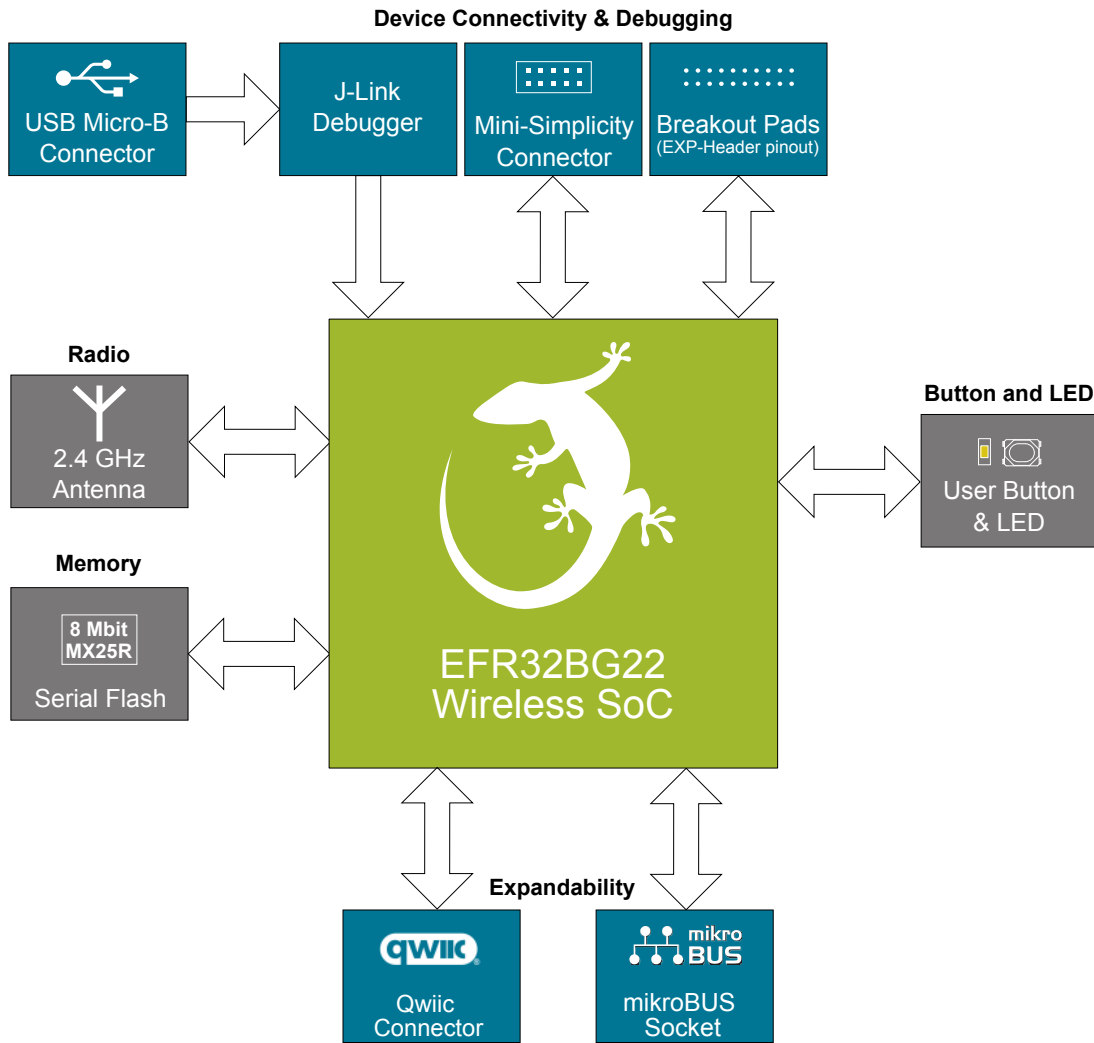 Device Connectivity & Debugging
USB Micro-B
Connector
J-Link
Debugger
Mini-Simplicity
Connector
Breakout Pads
(EXP-Header pinout)
Radio
2.4 GHz
Antenna
Button and LED
User Button
& LED
Memory
8 Mbit
MX25R
Serial Flash
EFR32BG22
Wireless SoC
Expandability
qwiic
Qwiic
Connector
mikro
BUS
mikroBUS
Socket